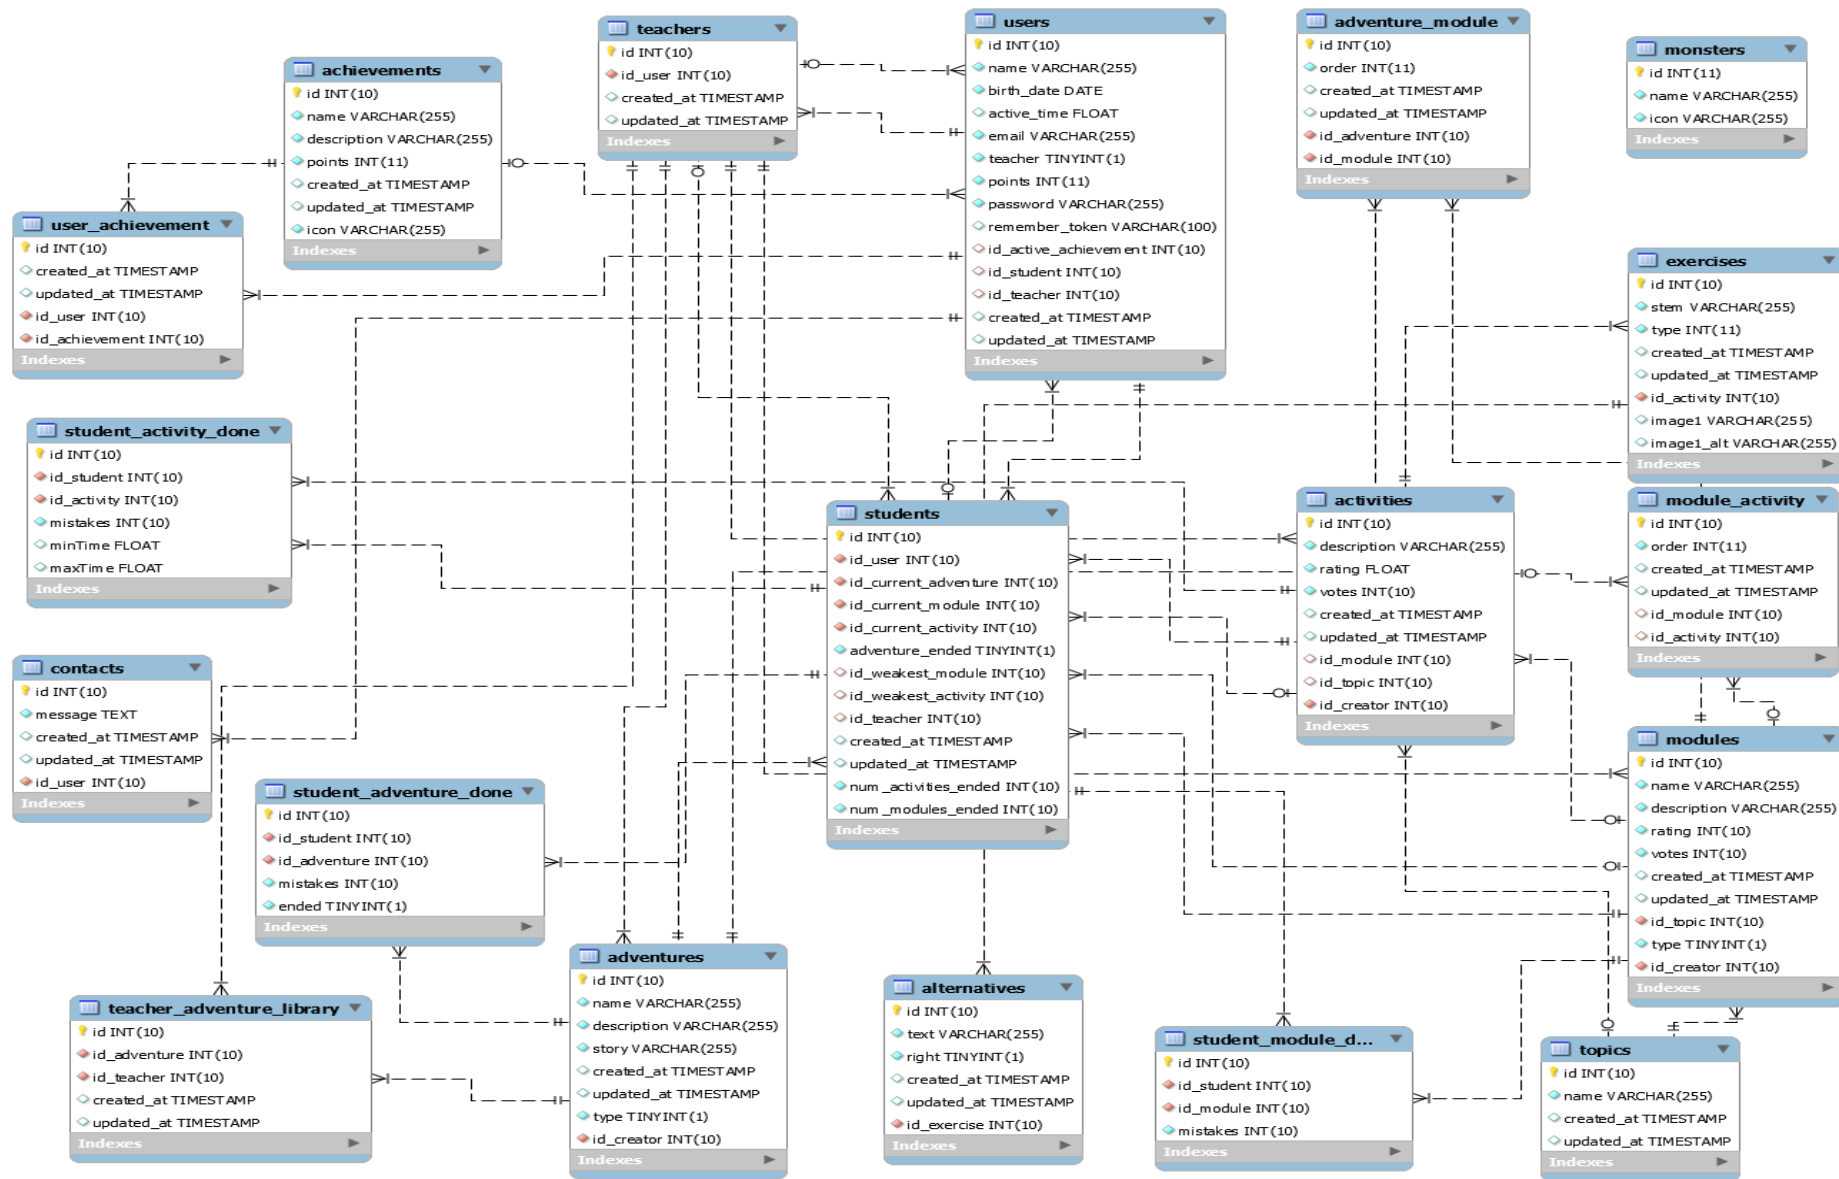 teachers
id INT(10)
id_user INT(10)
created_at TIMESTAMP
updated_at TIMESTAMP
Indexes
users
id INT(10)
name VARCHAR(255)
birth_date DATE
active_time FLOAT
email VARCHAR(255)
teacher TINYINT(1)
points INT(11)
password VARCHAR(255)
remember_token VARCHAR(100)
id_active_achievement INT(10)
id_student INT(10)
id_teacher INT(10)
created_at TIMESTAMP
updated_at TIMESTAMP
Indexes
adventure_module
id INT(10)
order INT(11)
created_at TIMESTAMP
updated_at TIMESTAMP
id_adventure INT(10)
id_module INT(10)
Indexes
monsters
id INT(11)
name VARCHAR(255)
icon VARCHAR(255)
Indexes
achievements
id INT(10)
name VARCHAR(255)
description VARCHAR(255)
points INT(11)
created_at TIMESTAMP
updated_at TIMESTAMP
icon VARCHAR(255)
Indexes
user_achievement
id INT(10)
created_at TIMESTAMP
updated_at TIMESTAMP
id_user INT(10)
id_achievement INT(10)
Indexes
exercises
id INT(10)
stem VARCHAR(255)
type INT(11)
created_at TIMESTAMP
updated_at TIMESTAMP
id_activity INT(10)
image1 VARCHAR(255)
image1_alt VARCHAR(255)
Indexes
student_activity_done
id INT(10)
id_student INT(10)
id_activity INT(10)
mistakes INT(10)
minTime FLOAT
maxTime FLOAT
Indexes
students
id INT(10)
id_user INT(10)
id_current_adventure INT(10)
id_current_module INT(10)
id_current_activity INT(10)
adventure_ended TINYINT(1)
id_weakest_module INT(10)
id_weakest_activity INT(10)
id_teacher INT(10)
created_at TIMESTAMP
updated_at TIMESTAMP
num_activities_ended INT(10)
num_modules_ended INT(10)
Indexes
activities
id INT(10)
description VARCHAR(255)
rating FLOAT
votes INT(10)
created_at TIMESTAMP
updated_at TIMESTAMP
id_module INT(10)
id_topic INT(10)
id_creator INT(10)
Indexes
module_activity
id INT(10)
order INT(11)
created_at TIMESTAMP
updated_at TIMESTAMP
id_module INT(10)
id_activity INT(10)
Indexes
contacts
id INT(10)
message TEXT
created_at TIMESTAMP
updated_at TIMESTAMP
id_user INT(10)
Indexes
modules
id INT(10)
name VARCHAR(255)
description VARCHAR(255)
rating INT(10)
votes INT(10)
created_at TIMESTAMP
updated_at TIMESTAMP
id_topic INT(10)
type TINYINT(1)
id_creator INT(10)
Indexes
student_adventure_done
id INT(10)
id_student INT(10)
id_adventure INT(10)
mistakes INT(10)
ended TINYINT(1)
Indexes
adventures
id INT(10)
name VARCHAR(255)
description VARCHAR(255)
story VARCHAR(255)
created_at TIMESTAMP
updated_at TIMESTAMP
type TINYINT(1)
id_creator INT(10)
Indexes
alternatives
id INT(10)
text VARCHAR(255)
right TINYINT(1)
created_at TIMESTAMP
updated_at TIMESTAMP
id_exercise INT(10)
Indexes
teacher_adventure_library
id INT(10)
id_adventure INT(10)
id_teacher INT(10)
created_at TIMESTAMP
updated_at TIMESTAMP
Indexes
student_module_d...
id INT(10)
id_student INT(10)
id_module INT(10)
mistakes INT(10)
Indexes
topics
id INT(10)
name VARCHAR(255)
created_at TIMESTAMP
updated_at TIMESTAMP
Indexes